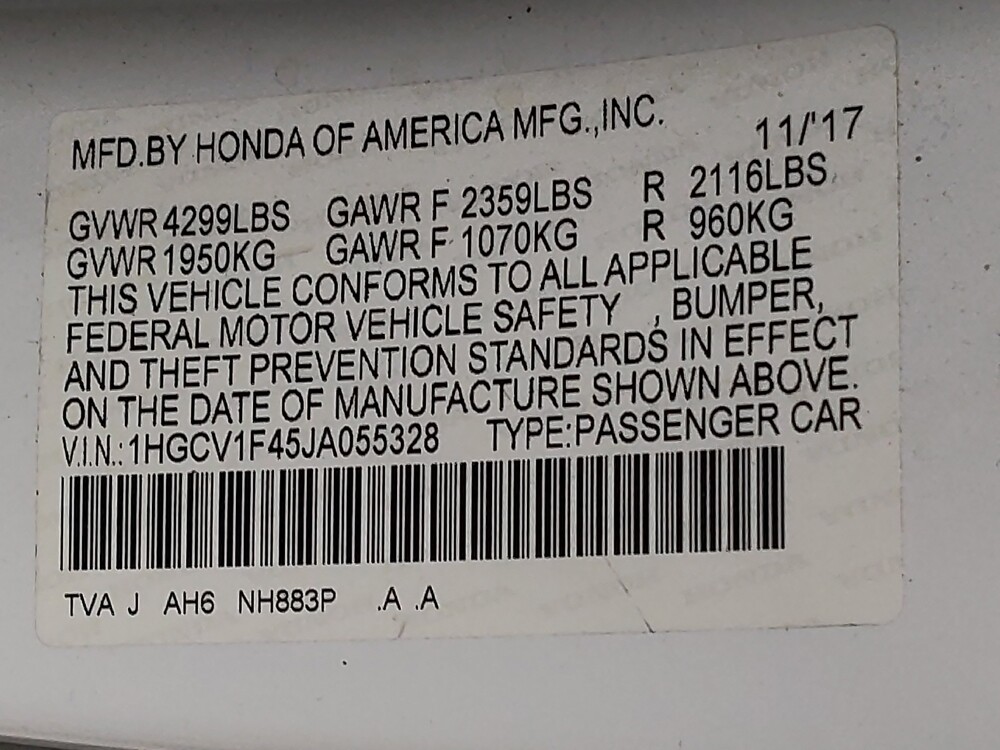 MFD.BY HONDA OF AMERICA MFG.,INC. 11/'17
GVWR 4299LBS GAWR F 2359LBS R 2116LBS
GVWR 1950KG GAWR F 1070KG R 960KG
THIS VEHICLE CONFORMS TO ALL APPLICABLE
FEDERAL MOTOR VEHICLE SAFETY , BUMPER,
AND THEFT PREVENTION STANDARDS IN EFFECT
ON THE DATE OF MANUFACTURE SHOWN ABOVE.
V.I.N.: 1HGCV1F45JA055328 TYPE:PASSENGER CAR
TVA J AH6 NH883P .A .A